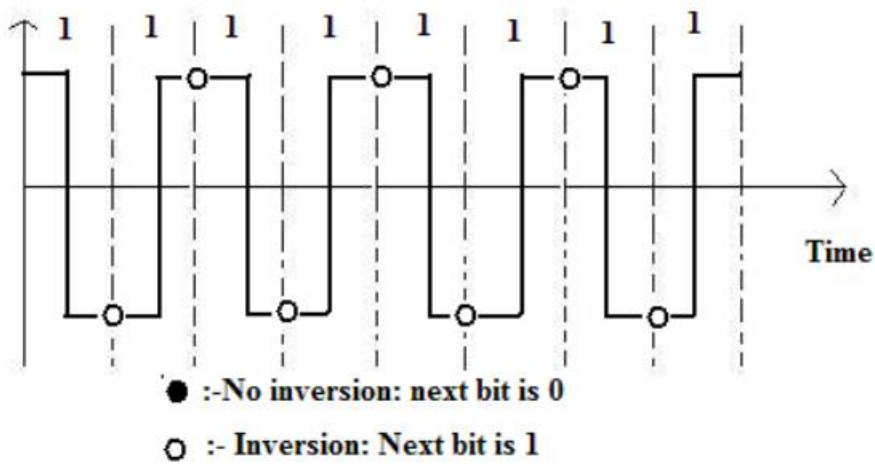 1 1 1 1 1 1 1 1
Time
:-No inversion: next bit is 0
:- Inversion: Next bit is 1